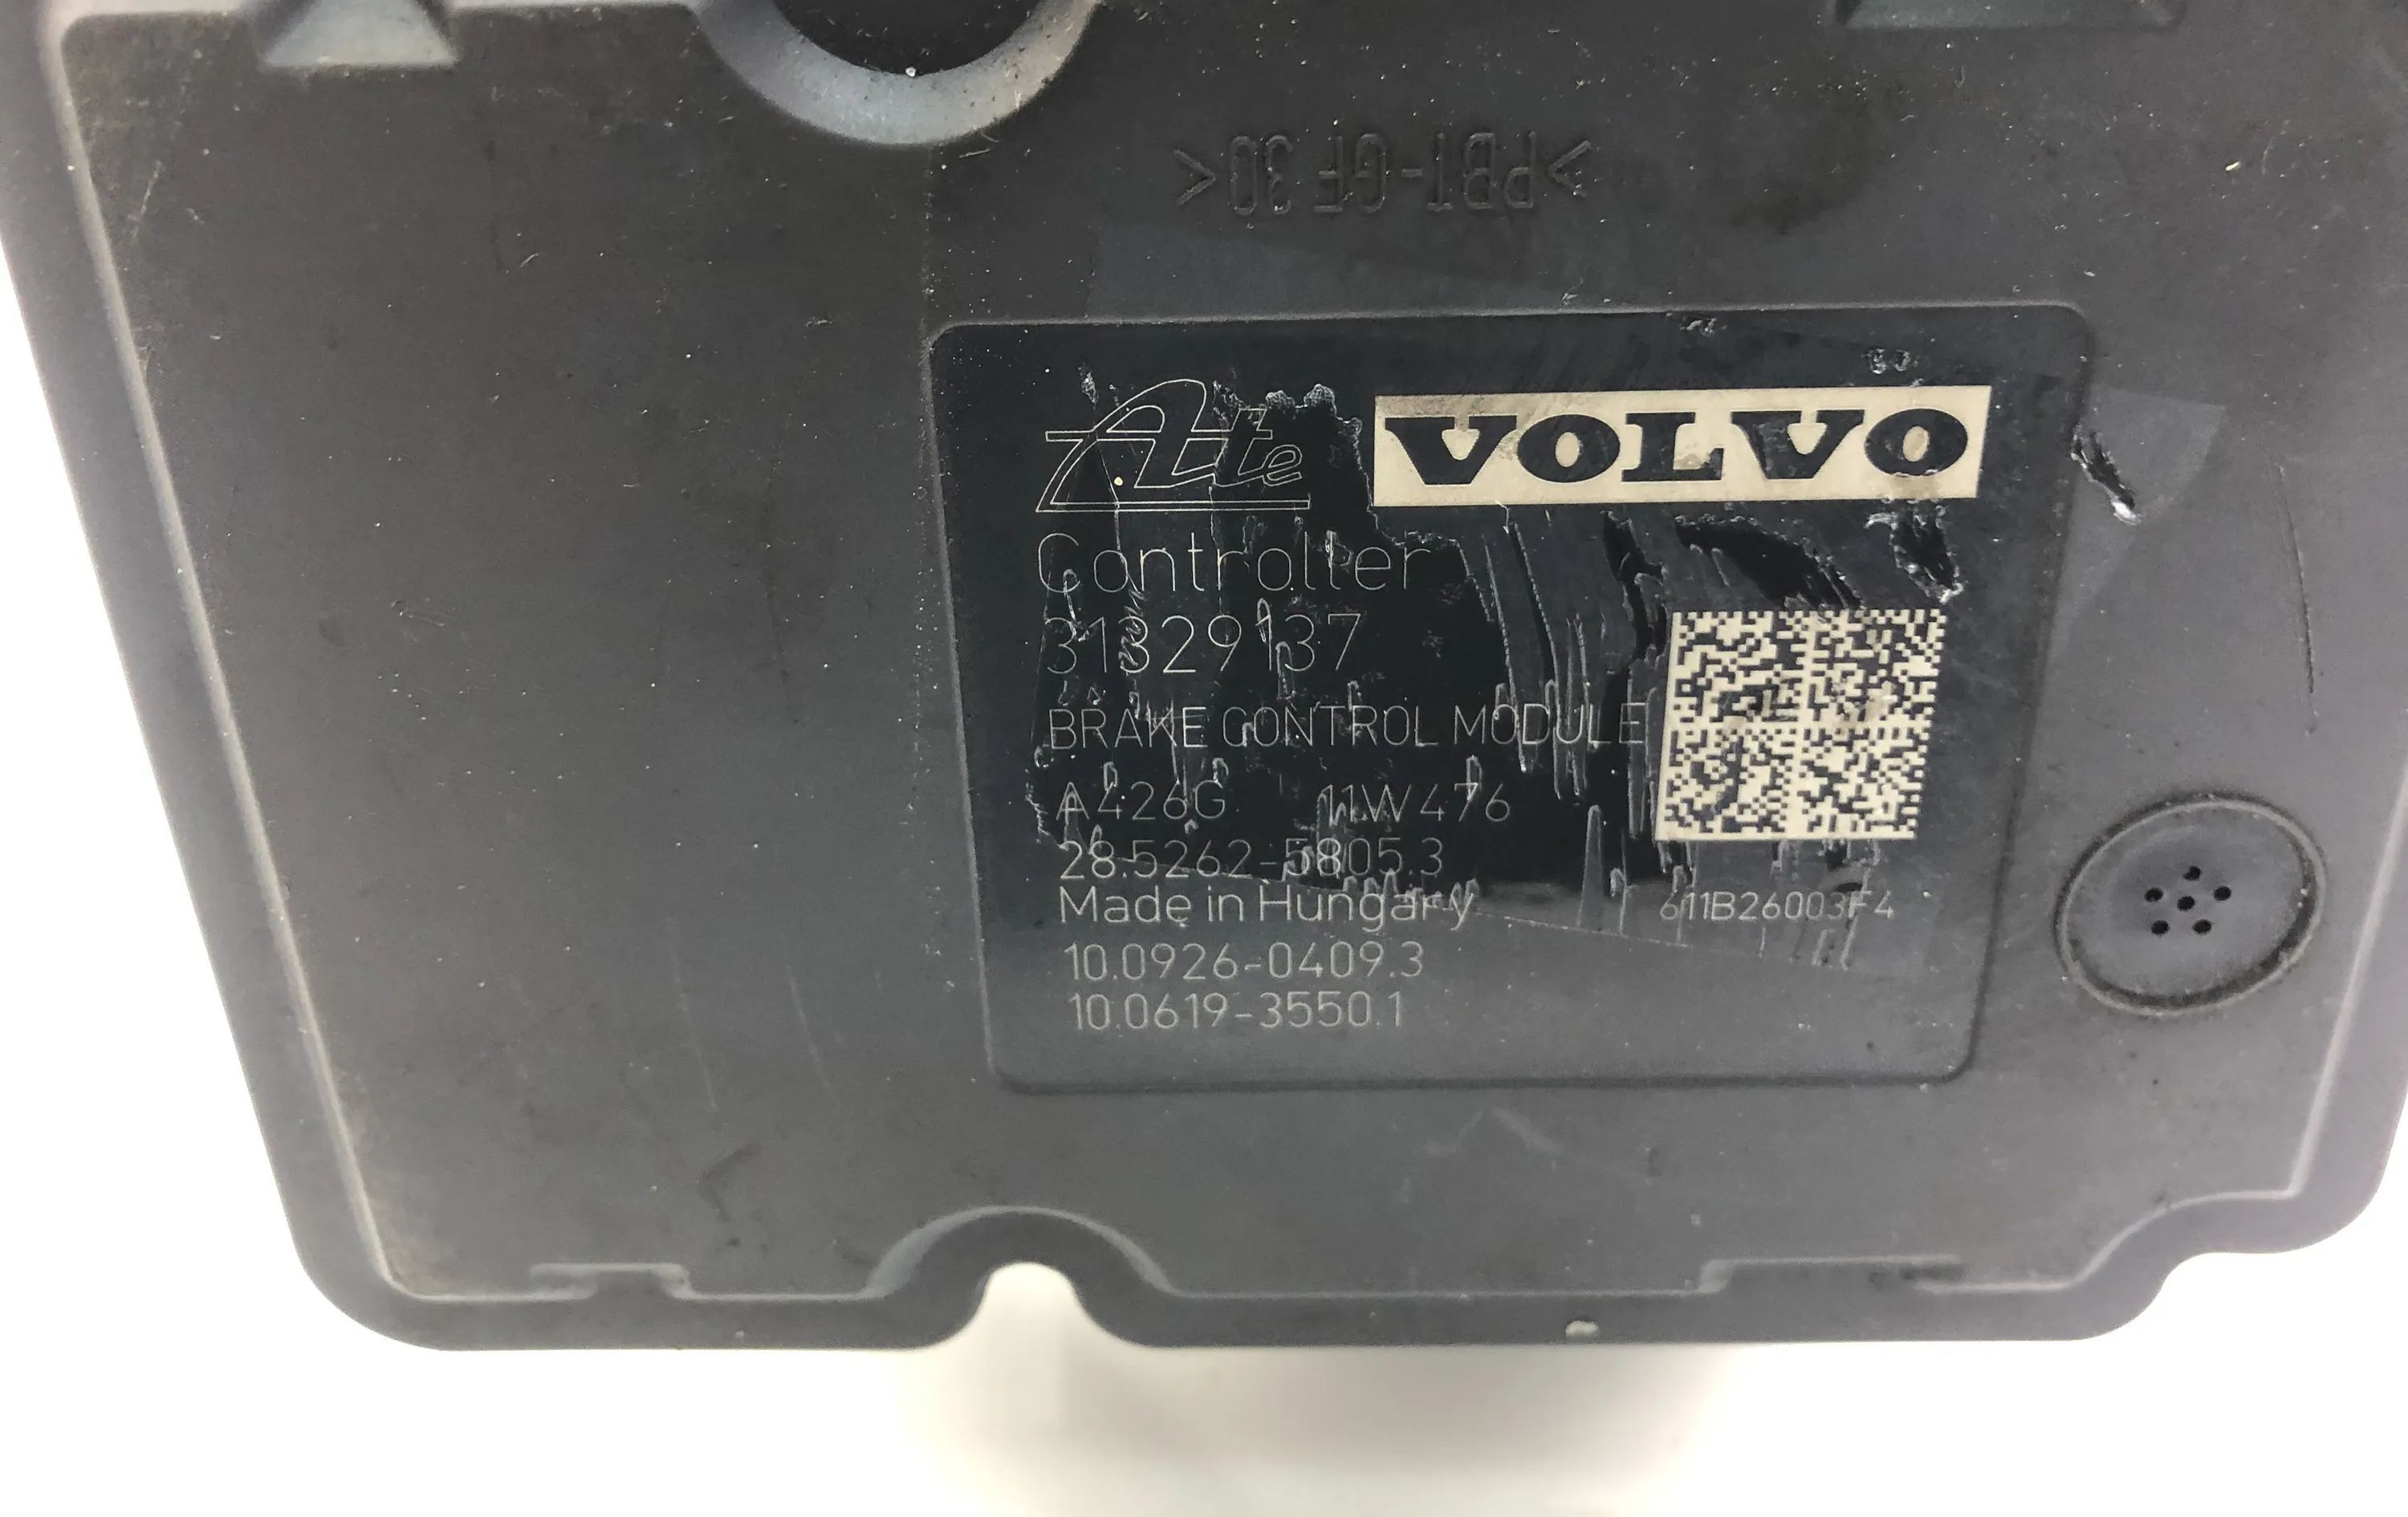 >PBT-GF 30<
Ate VOLVO
Controller
31329137
BRAKE CONTROL MODULE
A426G 11W476
28.5262-5805.3
Made in Hungary
611B26003F4
10.0926-0409.3
10.0619-3550.1